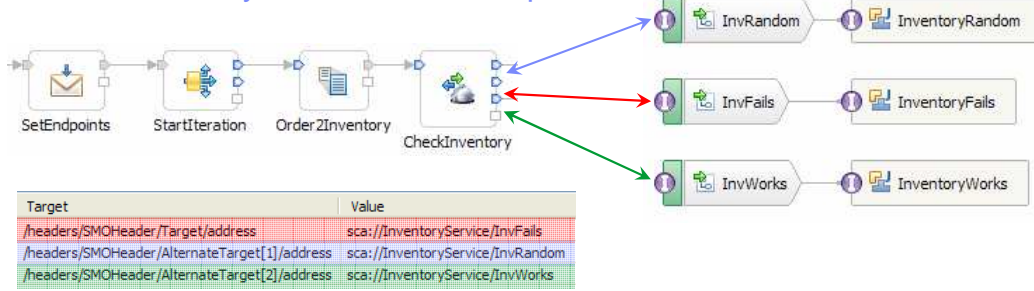 InvRandom InventoryRandom
SetEndpoints StartIteration Order2Inventory CheckInventory
InvFails InventoryFails
InvWorks InventoryWorks
Target Value
/headers/SMOHeader/Target/address sca://InventoryService/InvFails
/headers/SMOHeader/AlternateTarget[1]/address sca://InventoryService/InvRandom
/headers/SMOHeader/AlternateTarget[2]/address sca://InventoryService/InvWorks